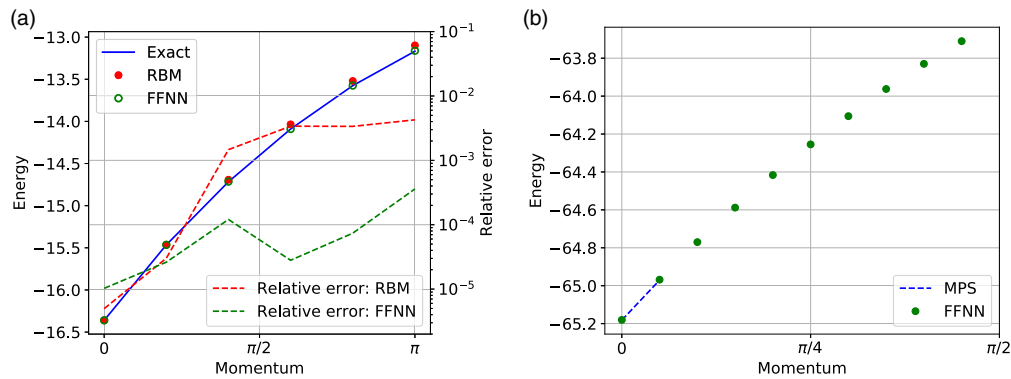 (a)
−13.0
−13.5
−14.0
−14.5
−15.0
−15.5
−16.0
−16.5
Energy
Exact
RBM
FFNN
Relative error: RBM
Relative error: FFNN
0
π/2
π
Momentum
10⁻¹
10⁻²
10⁻³
10⁻⁴
10⁻⁵
Relative error
(b)
−63.8
−64.0
−64.2
−64.4
−64.6
−64.8
−65.0
−65.2
Energy
MPS
FFNN
0
π/4
π/2
Momentum